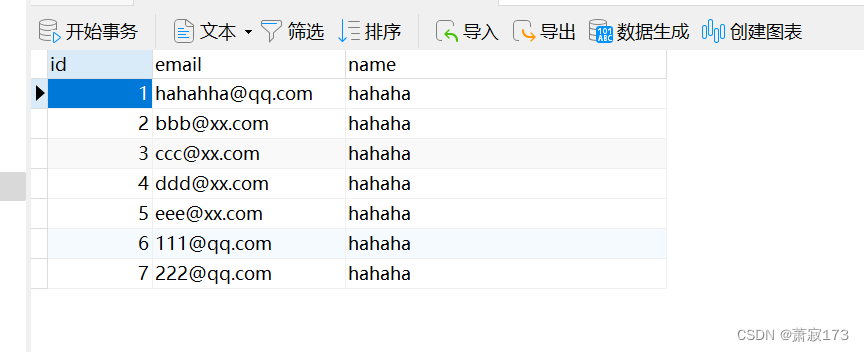 开始事务 文本 筛选 排序 导入 导出 数据生成 创建图表
id email name
1 hahahha@qq.com hahaha
2 bbb@xx.com hahaha
3 ccc@xx.com hahaha
4 ddd@xx.com hahaha
5 eee@xx.com hahaha
6 111@qq.com hahaha
7 222@qq.com hahaha
CSDN @萧寂173